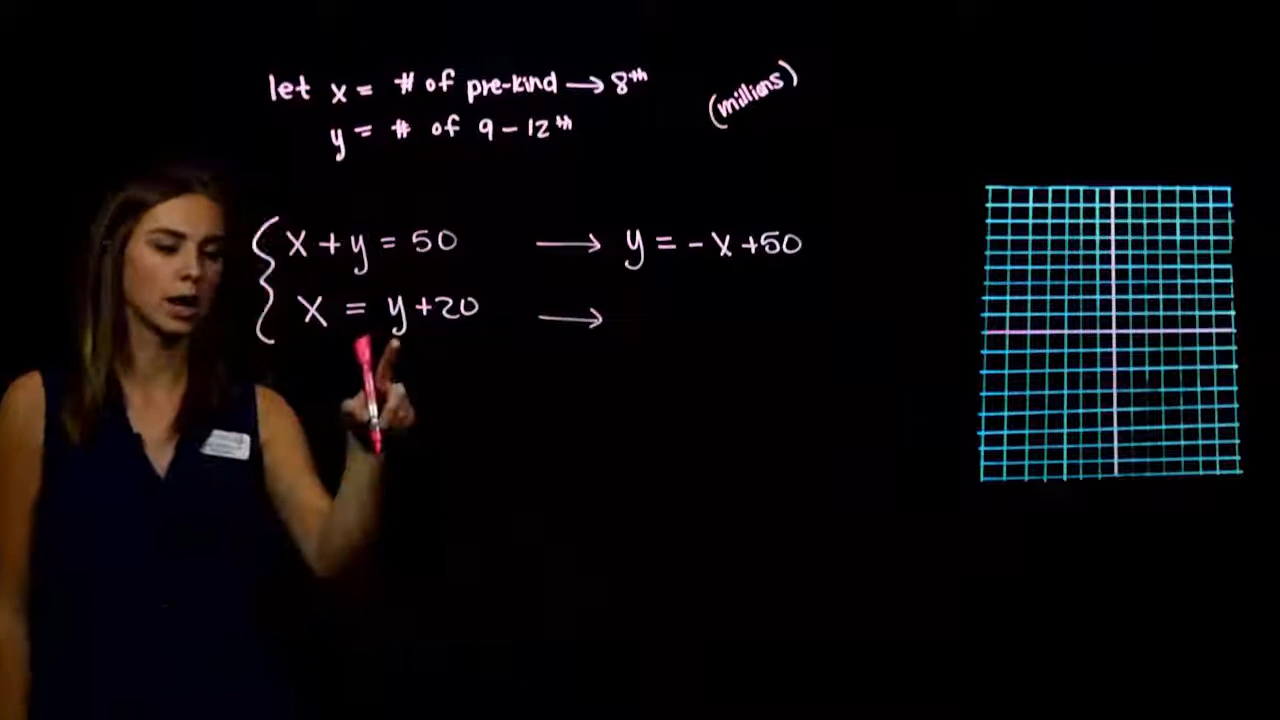 let x = # of pre-kind → 8th
(millions)
y = # of 9 - 12th
x + y = 50 → y = - x + 50
x = y + 20 →